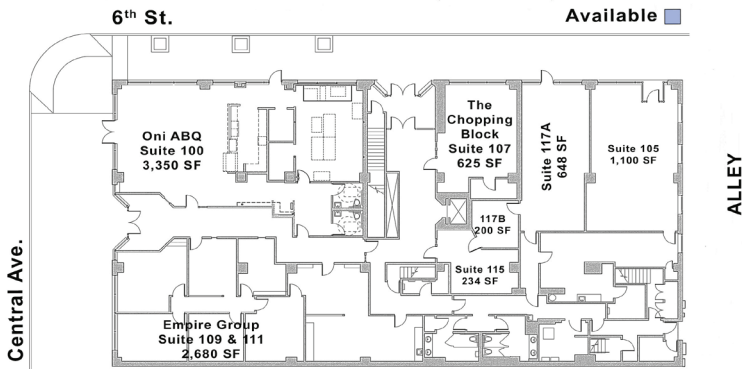 6th St.
Available
Oni ABQ
Suite 100
3,350 SF
The
Chopping
Block
Suite 107
625 SF
Suite 117A
648 SF
Suite 105
1,100 SF
ALLEY
117B
200 SF
Suite 115
234 SF
Central Ave.
Empire Group
Suite 109 & 111
2,680 SF